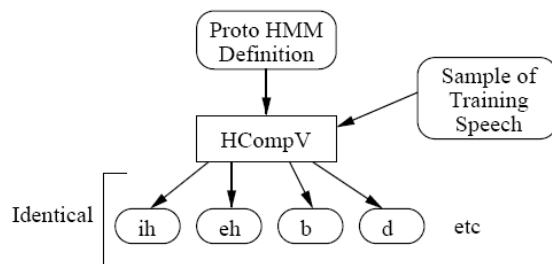 Proto HMM
Definition
Sample of
Training
Speech
HCompV
Identical
ih eh b d etc